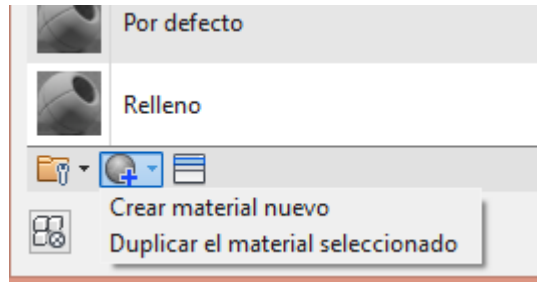 Por defecto
Relleno
Crear material nuevo
Duplicar el material seleccionado